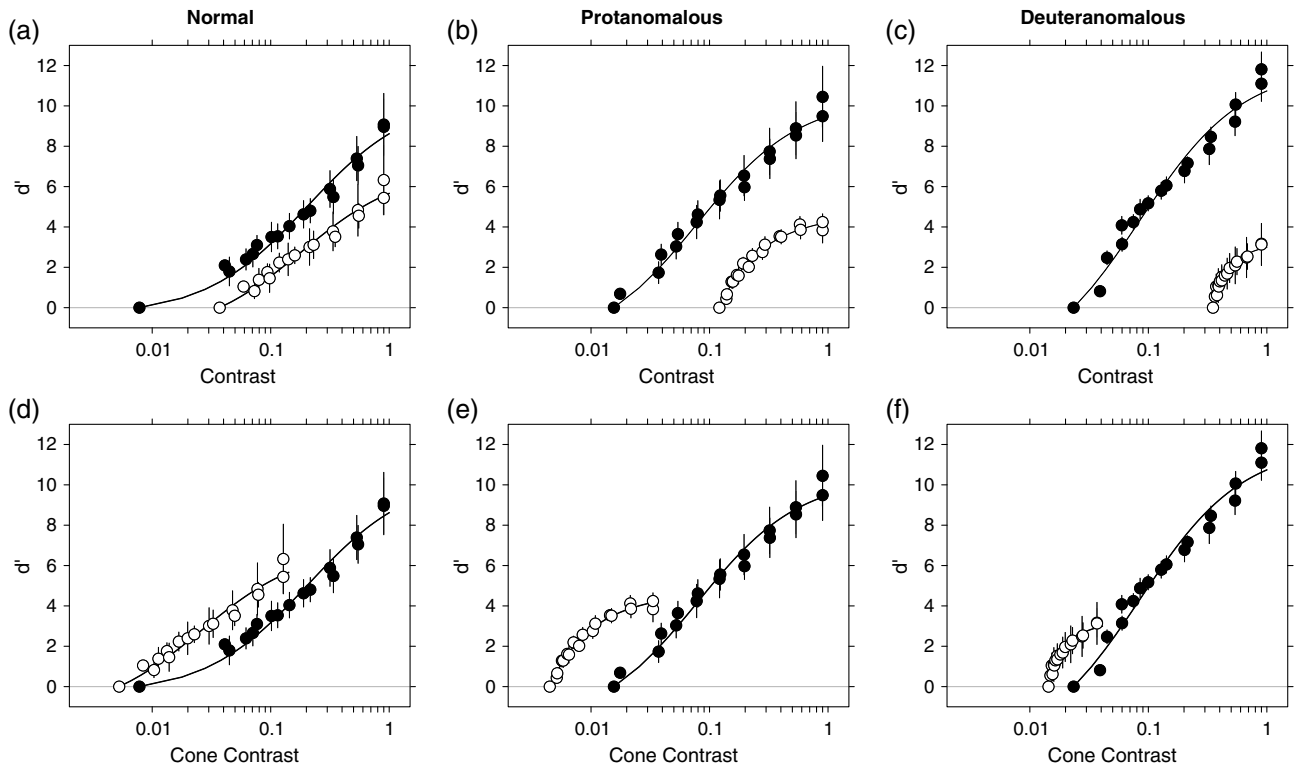 Normal Protanomalous Deuteranomalous
(a) (b) (c)
12 12 12
10 10 10
8 8 8
d' 6 d' 6 d' 6
4 4 4
2 2 2
0 0 0
0.01 0.1 1 0.01 0.1 1 0.01 0.1 1
Contrast Contrast Contrast
(d) (e) (f)
12 12 12
10 10 10
8 8 8
d' 6 d' 6 d' 6
4 4 4
2 2 2
0 0 0
0.01 0.1 1 0.01 0.1 1 0.01 0.1 1
Cone Contrast Cone Contrast Cone Contrast